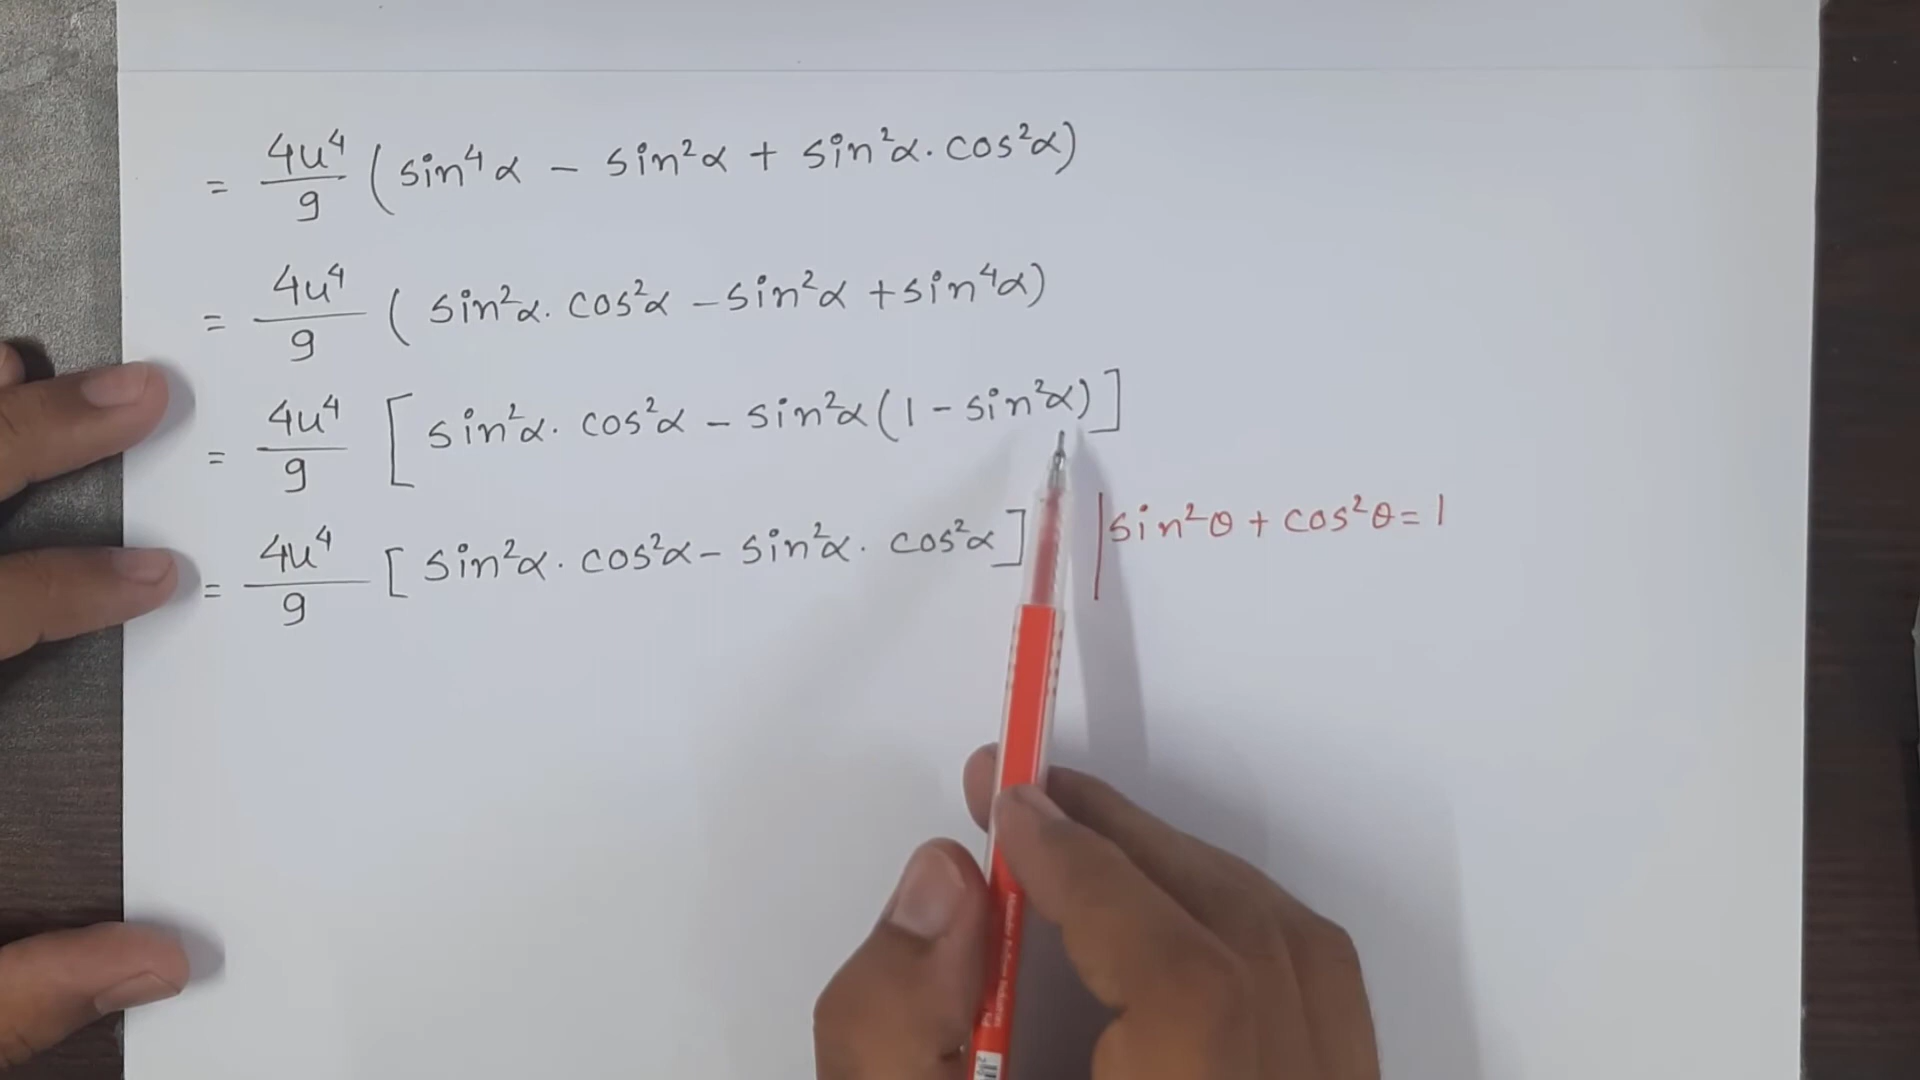 = 4u⁴/9 (sin⁴α − sin²α + sin²α. cos²α)
= 4u⁴/9 ( sin²α. cos²α − sin²α + sin⁴α)
= 4u⁴/9 [ sin²α. cos²α − sin²α (1 − sin²α) ]
= 4u⁴/9 [ sin²α. cos²α − sin²α. cos²α ] | sin²θ + cos²θ = 1